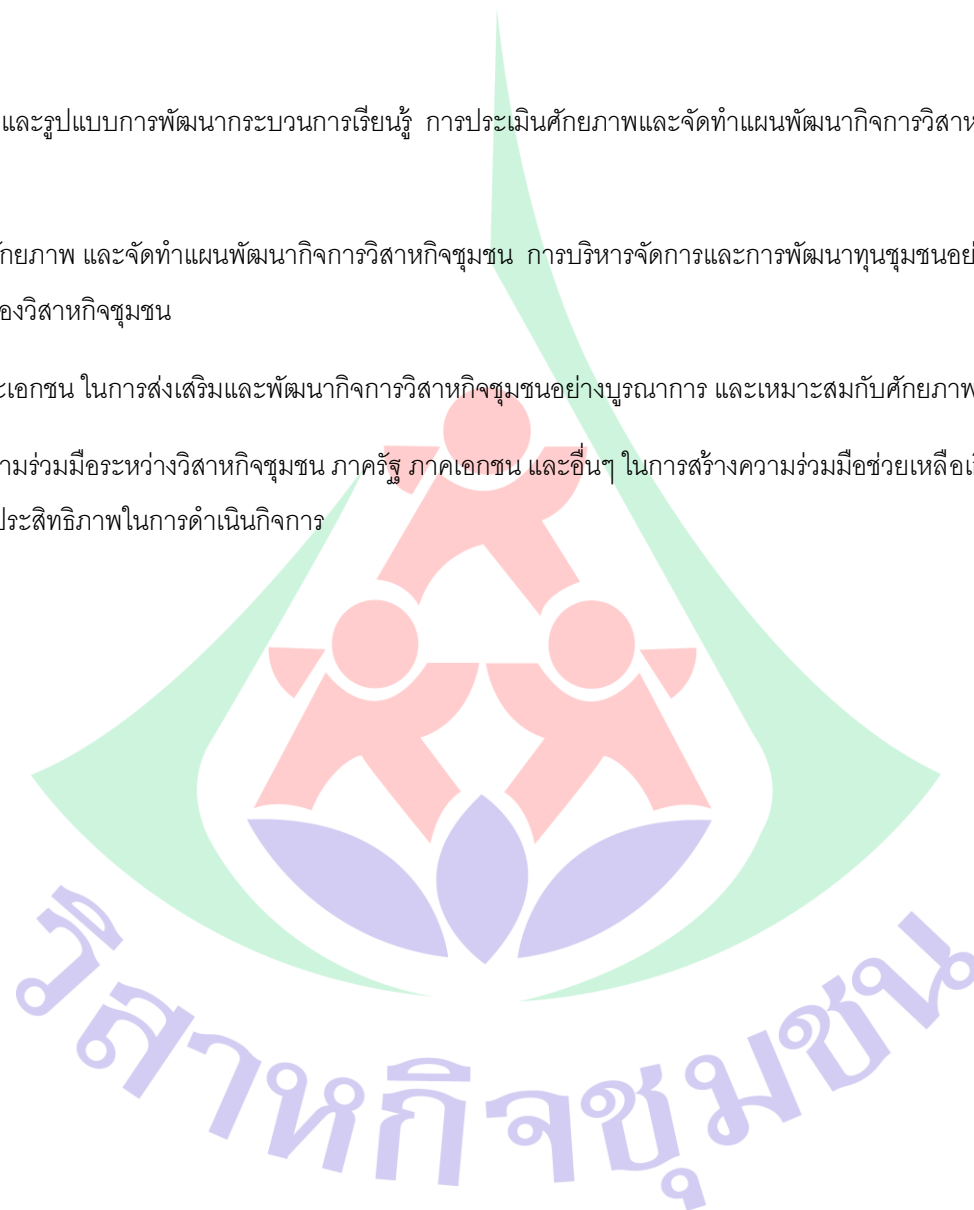 และรูปแบบการพัฒนากระบวนการเรียนรู้ การประเมินศักยภาพและจัดทำแผนพัฒนากิจการวิสาห
ักยภาพ และจัดทำแผนพัฒนากิจการวิสาหกิจชุมชน การบริหารจัดการและการพัฒนาทุนชุมชนอย่
องวิสาหกิจชุมชน
ะเอกชน ในการส่งเสริมและพัฒนากิจการวิสาหกิจชุมชนอย่างบูรณาการ และเหมาะสมกับศักยภาพ
ามร่วมมือระหว่างวิสาหกิจชุมชน ภาครัฐ ภาคเอกชน และอื่นๆ ในการสร้างความร่วมมือช่วยเหลือ
ประสิทธิภาพในการดำเนินกิจการ
วิสาหกิจชุมชน